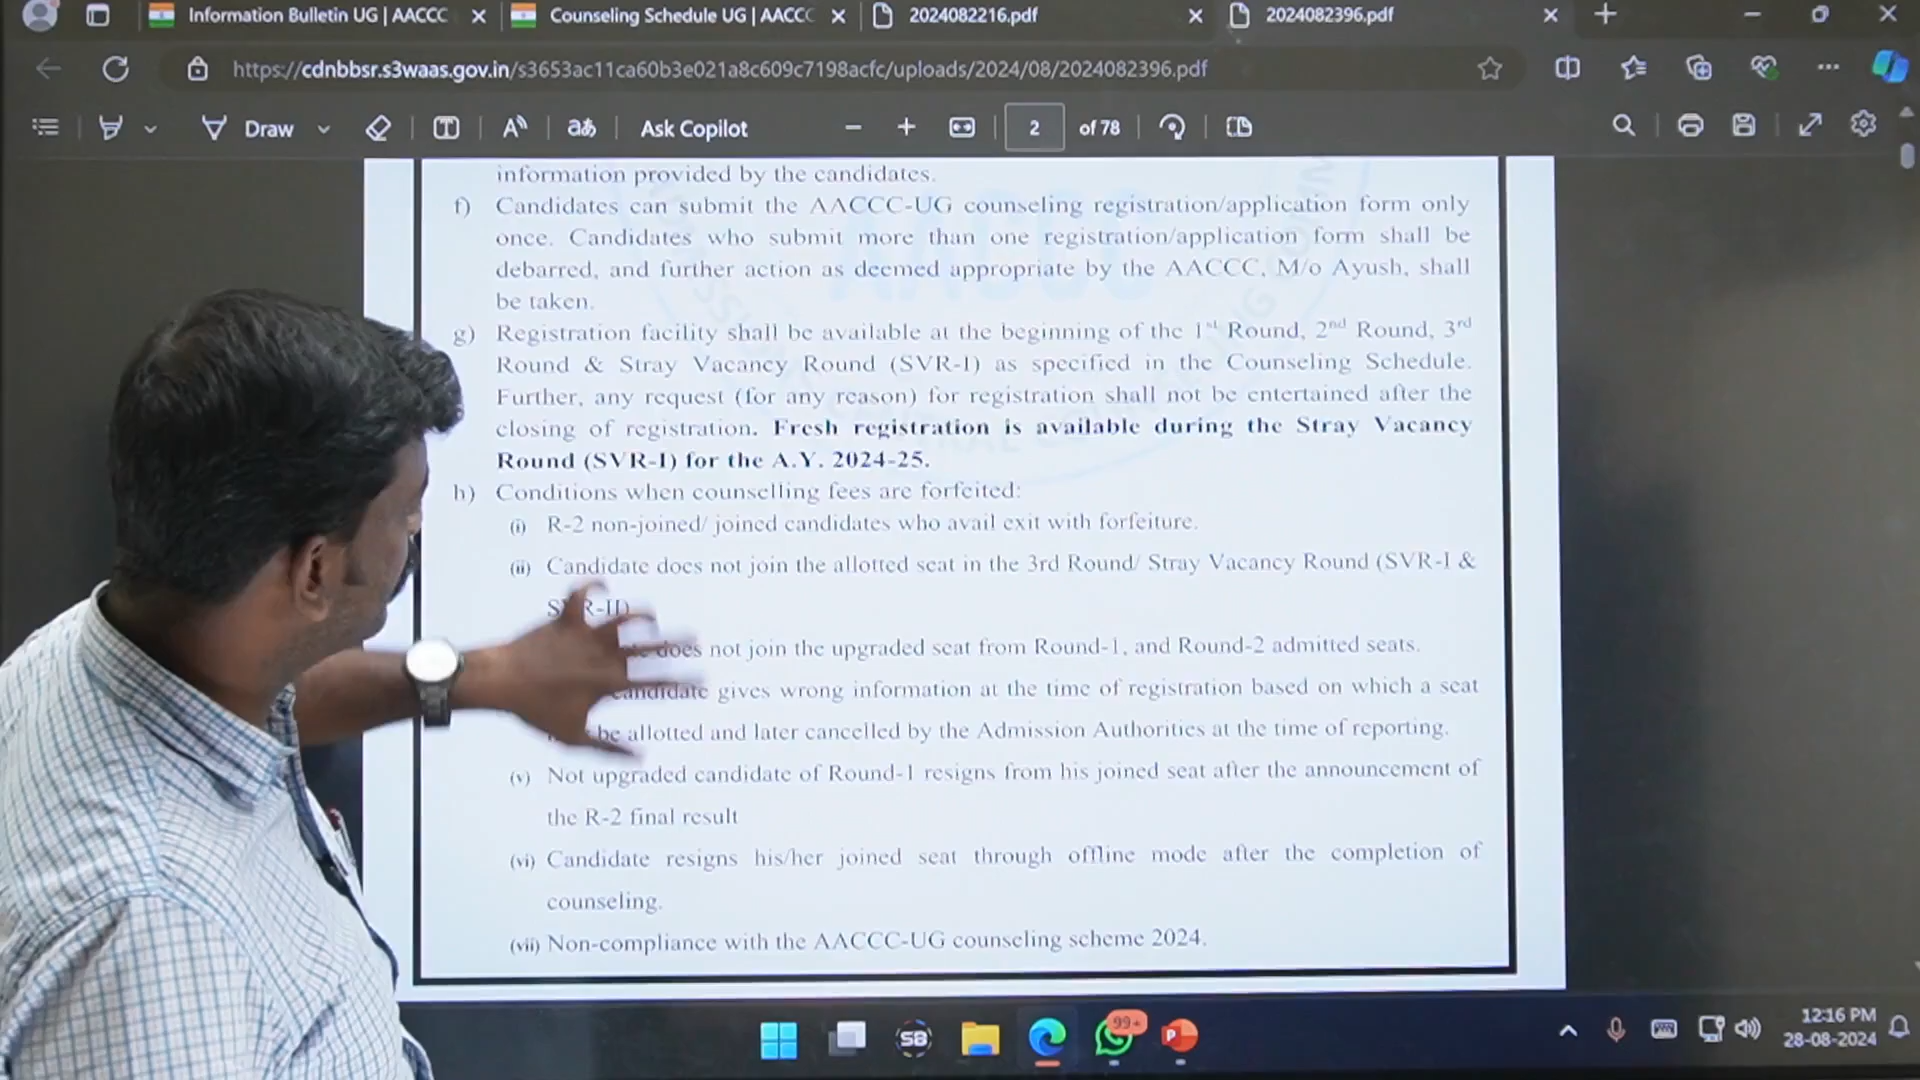 Information Bulletin UG | AACCC
Counseling Schedule UG | AACCC
2024082216.pdf
2024082396.pdf
https://cdnbbsr.s3waas.gov.in/s3653ac11ca60b3e021a8c609c7198acfc/uploads/2024/08/2024082396.pdf
Draw
Ask Copilot
2 of 78
information provided by the candidates.
f) Candidates can submit the AACCC-UG counseling registration/application form only
once. Candidates who submit more than one registration/application form shall be
debarred, and further action as deemed appropriate by the AACCC, M/o Ayush, shall
be taken.
g) Registration facility shall be available at the beginning of the 1st Round, 2nd Round, 3rd
Round & Stray Vacancy Round (SVR-I) as specified in the Counseling Schedule.
Further, any request (for any reason) for registration shall not be entertained after the
closing of registration. Fresh registration is available during the Stray Vacancy
Round (SVR-I) for the A.Y. 2024-25.
h) Conditions when counselling fees are forfeited:
(i) R-2 non-joined/ joined candidates who avail exit with forfeiture.
(ii) Candidate does not join the allotted seat in the 3rd Round/ Stray Vacancy Round (SVR-I &
R-II)
does not join the upgraded seat from Round-1, and Round-2 admitted seats.
candidate gives wrong information at the time of registration based on which a seat
be allotted and later cancelled by the Admission Authorities at the time of reporting.
(v) Not upgraded candidate of Round-1 resigns from his joined seat after the announcement of
the R-2 final result
(vi) Candidate resigns his/her joined seat through offline mode after the completion of
counseling.
(vii) Non-compliance with the AACCC-UG counseling scheme 2024.
SB
99+
12:16 PM
28-08-2024